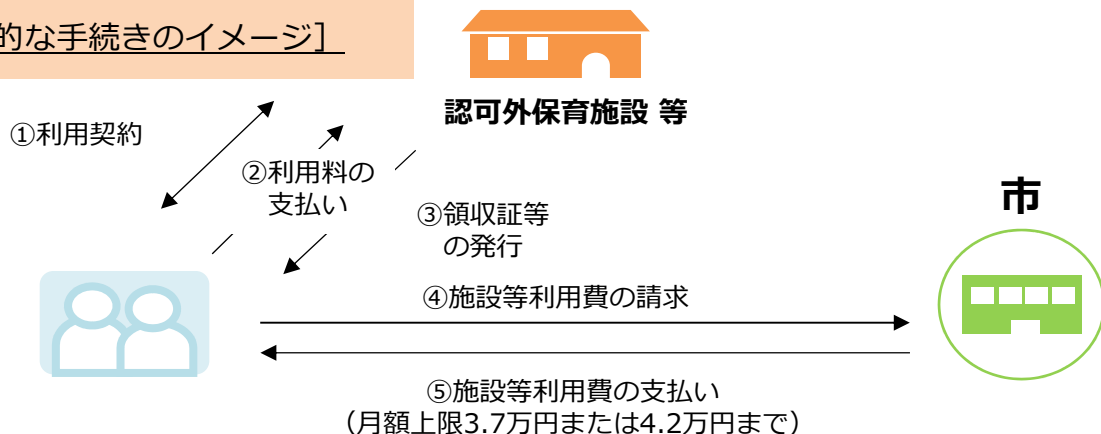 的な手続きのイメージ］
認可外保育施設 等
①利用契約
②利用料の
支払い
③領収証等
の発行
市
④施設等利用費の請求
⑤施設等利用費の支払い
（月額上限3.7万円または4.2万円まで）